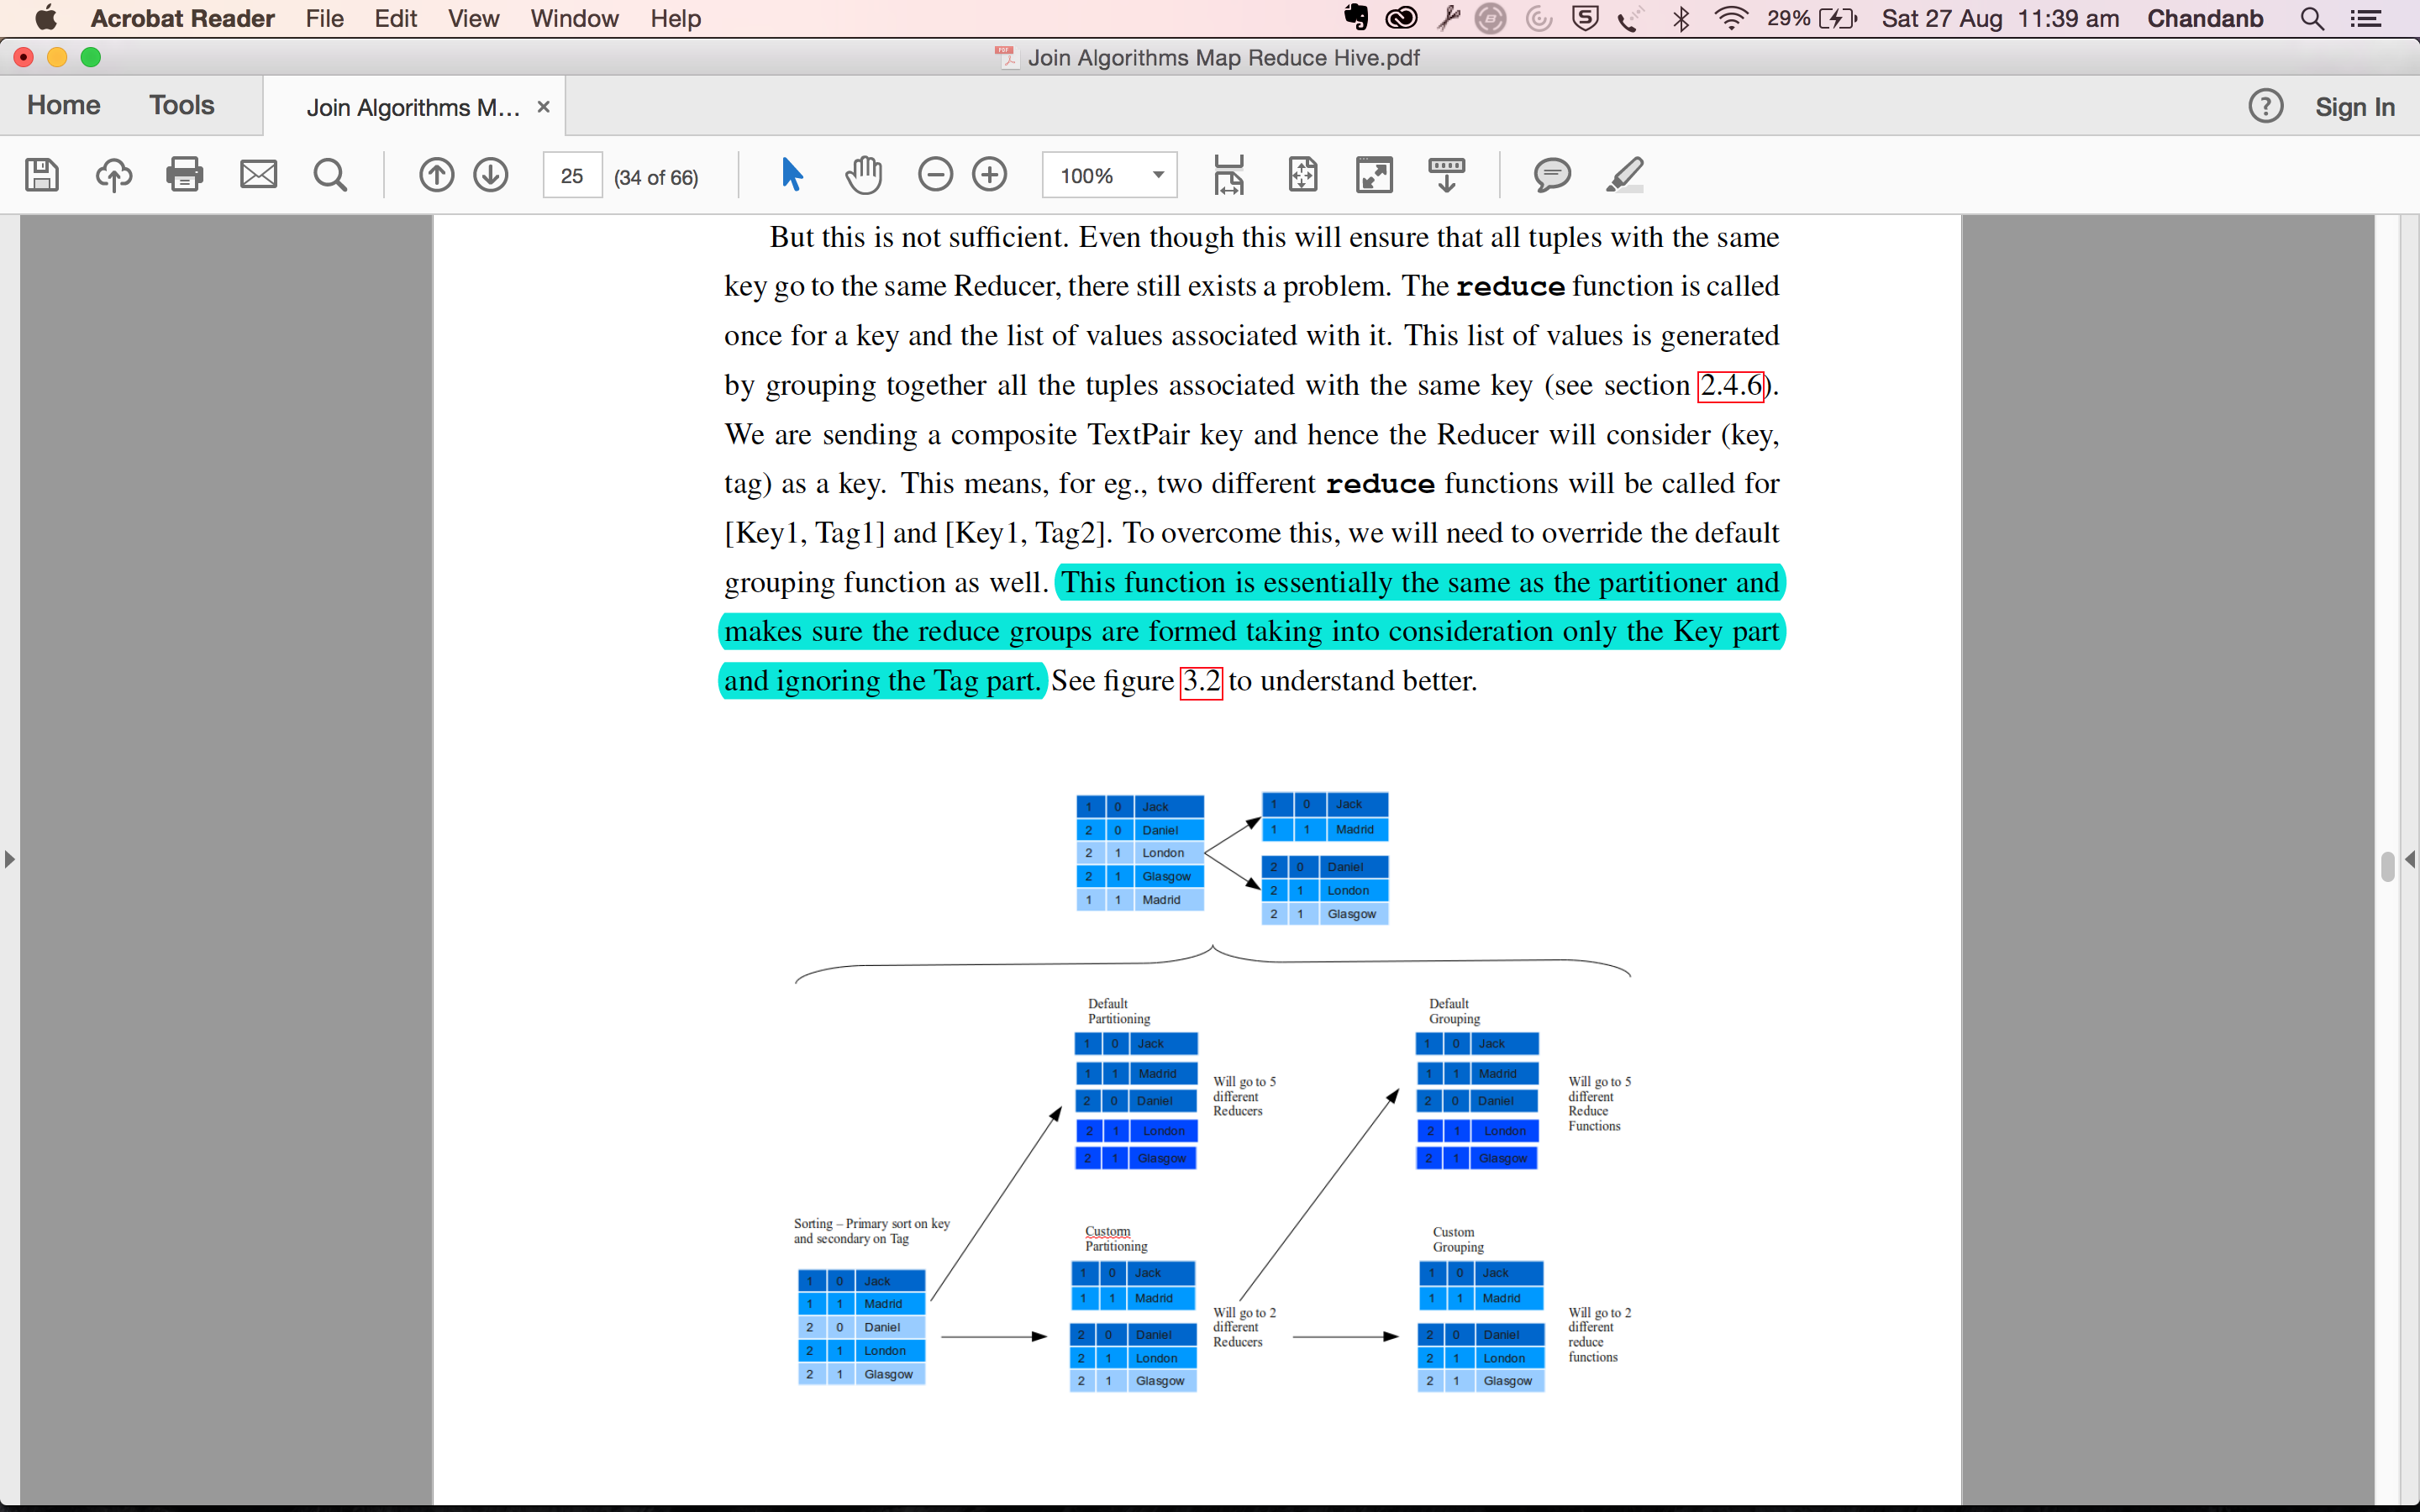 Acrobat Reader File Edit View Window Help 29% Sat 27 Aug 11:39 am Chandanb
Join Algorithms Map Reduce Hive.pdf
Home Tools Join Algorithms M... × ? Sign In
25 (34 of 66) 100%
But this is not sufficient. Even though this will ensure that all tuples with the same
key go to the same Reducer, there still exists a problem. The reduce function is called
once for a key and the list of values associated with it. This list of values is generated
by grouping together all the tuples associated with the same key (see section 2.4.6).
We are sending a composite TextPair key and hence the Reducer will consider (key,
tag) as a key. This means, for eg., two different reduce functions will be called for
[Key1, Tag1] and [Key1, Tag2]. To overcome this, we will need to override the default
grouping function as well. This function is essentially the same as the partitioner and
makes sure the reduce groups are formed taking into consideration only the Key part
and ignoring the Tag part. See figure 3.2 to understand better.
1 0 Jack
2 0 Daniel
2 1 London
2 1 Glasgow
1 1 Madrid
1 0 Jack
1 1 Madrid
2 0 Daniel
2 1 London
2 1 Glasgow
Default
Partitioning
1 0 Jack
1 1 Madrid
2 0 Daniel
2 1 London
2 1 Glasgow
Will go to 5
different
Reducers
Default
Grouping
1 0 Jack
1 1 Madrid
2 0 Daniel
2 1 London
2 1 Glasgow
Will go to 5
different
Reduce
Functions
Sorting – Primary sort on key
and secondary on Tag
1 0 Jack
1 1 Madrid
2 0 Daniel
2 1 London
2 1 Glasgow
Custorm
Partitioning
1 0 Jack
1 1 Madrid
2 0 Daniel
2 1 London
2 1 Glasgow
Will go to 2
different
Reducers
Custom
Grouping
1 0 Jack
1 1 Madrid
2 0 Daniel
2 1 London
2 1 Glasgow
Will go to 2
different
reduce
functions